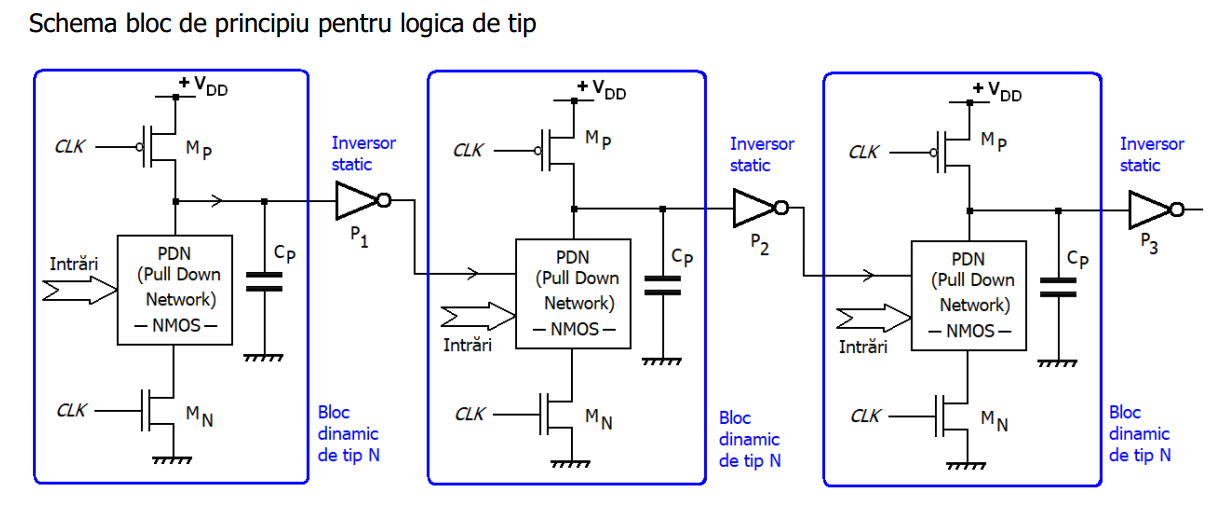 Schema bloc de principiu pentru logica de tip
+ VDD
CLK
MP
Inversor
static
P1
PDN
(Pull Down
Network)
— NMOS —
Intrări
CP
CLK
MN
Bloc
dinamic
de tip N
+ VDD
CLK
MP
Inversor
static
P2
PDN
(Pull Down
Network)
— NMOS —
Intrări
CP
CLK
MN
Bloc
dinamic
de tip N
+ VDD
CLK
MP
Inversor
static
P3
PDN
(Pull Down
Network)
— NMOS —
Intrări
CP
CLK
MN
Bloc
dinamic
de tip N